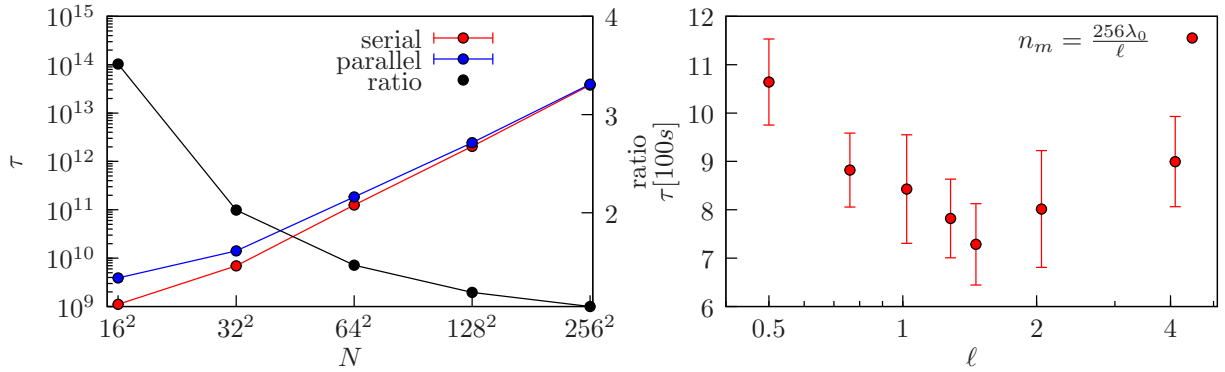 10^15
10^14
10^13
10^12
10^11
10^10
10^9
τ
16^2
32^2
64^2
128^2
256^2
N
serial
parallel
ratio
4
3
2
ratio
τ[100s]
12
11
10
9
8
7
6
0.5
1
2
4
ℓ
n_m = 256λ_0/ℓ